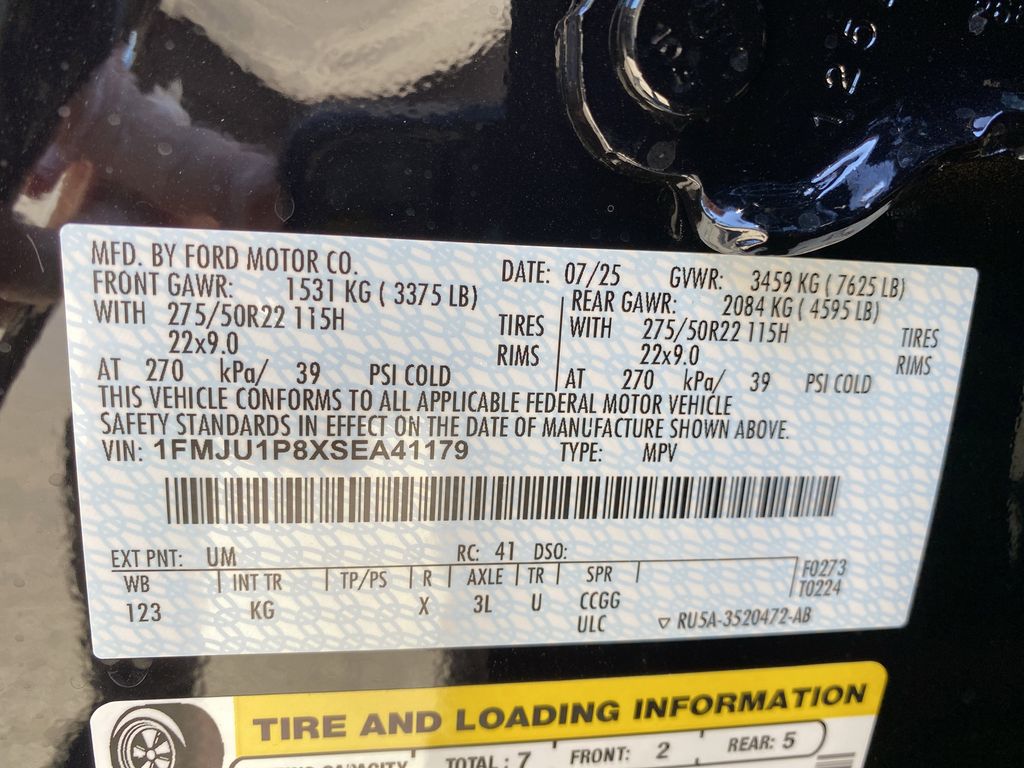 MFD. BY FORD MOTOR CO.
DATE: 07/25 GVWR: 3459 KG ( 7625 LB)
FRONT GAWR: 1531 KG ( 3375 LB)
REAR GAWR: 2084 KG ( 4595 LB)
WITH 275/50R22 115H TIRES
WITH 275/50R22 115H TIRES
22x9.0 RIMS
22x9.0 RIMS
AT 270 kPa/ 39 PSI COLD
AT 270 kPa/ 39 PSI COLD
THIS VEHICLE CONFORMS TO ALL APPLICABLE FEDERAL MOTOR VEHICLE
SAFETY STANDARDS IN EFFECT ON THE DATE OF MANUFACTURE SHOWN ABOVE.
VIN: 1FMJU1P8XSEA41179 TYPE: MPV
EXT PNT: UM RC: 41 DSO:
WB INT TR TP/PS R AXLE TR SPR F0273
123 KG X 3L U CCGG T0224
ULC RU5A-3520472-AB
TIRE AND LOADING INFORMATION
TOTAL: 7 FRONT: 2 REAR: 5